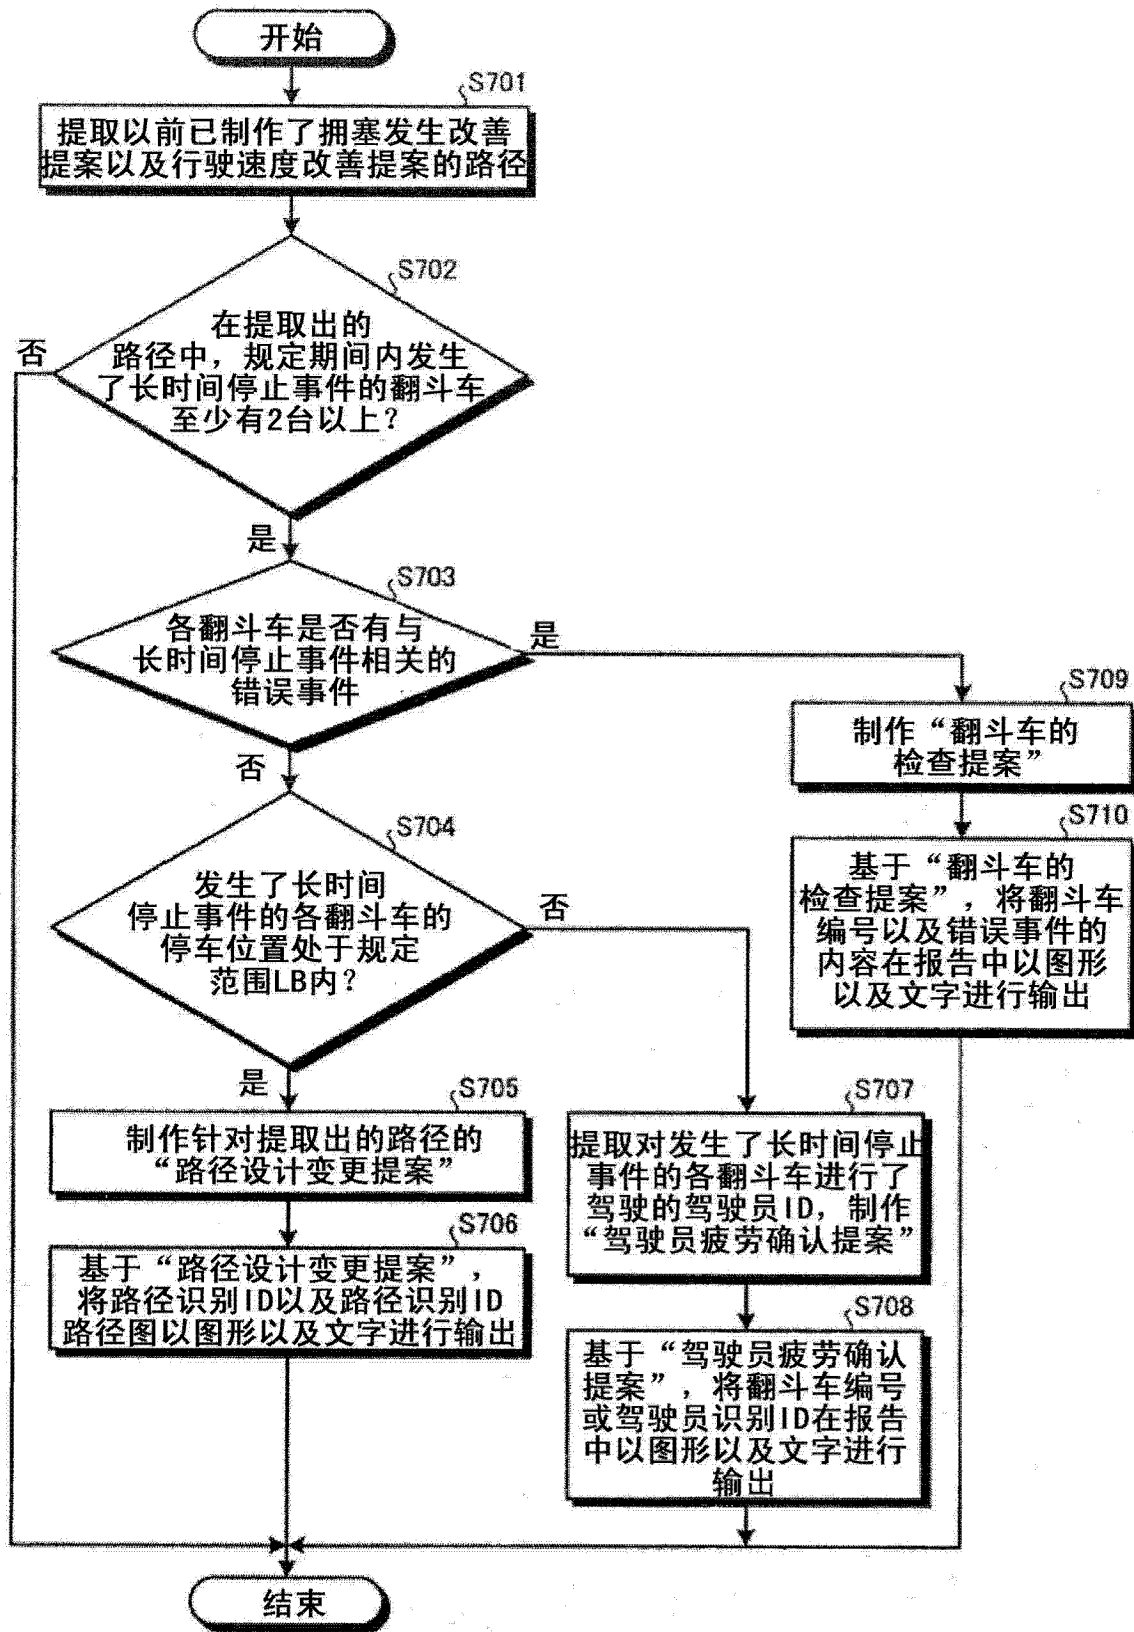 开始
S701
提取以前已制作了拥塞发生改善
提案以及行驶速度改善提案的路径
S702
在提取出的
路径中，规定期间内发生
了长时间停止事件的翻斗车
至少有2台以上？
否
是
S703
各翻斗车是否有与
长时间停止事件相关的
错误事件
是
否
S704
发生了长时间
停止事件的各翻斗车的
停车位置处于规定
范围LB内？
否
是
S705
制作针对提取出的路径的
“路径设计变更提案”
S706
基于“路径设计变更提案”，
将路径识别ID以及路径识别ID
路径图以图形以及文字进行输出
S707
提取对发生了长时间停止
事件的各翻斗车进行了
驾驶的驾驶员ID，制作
“驾驶员疲劳确认提案”
S708
基于“驾驶员疲劳确认
提案”，将翻斗车编号
或驾驶员识别ID在报告
中以图形以及文字进行
输出
S709
制作“翻斗车的
检查提案”
S710
基于“翻斗车的
检查提案”，将翻斗车
编号以及错误事件的
内容在报告中以图形
以及文字进行输出
结束